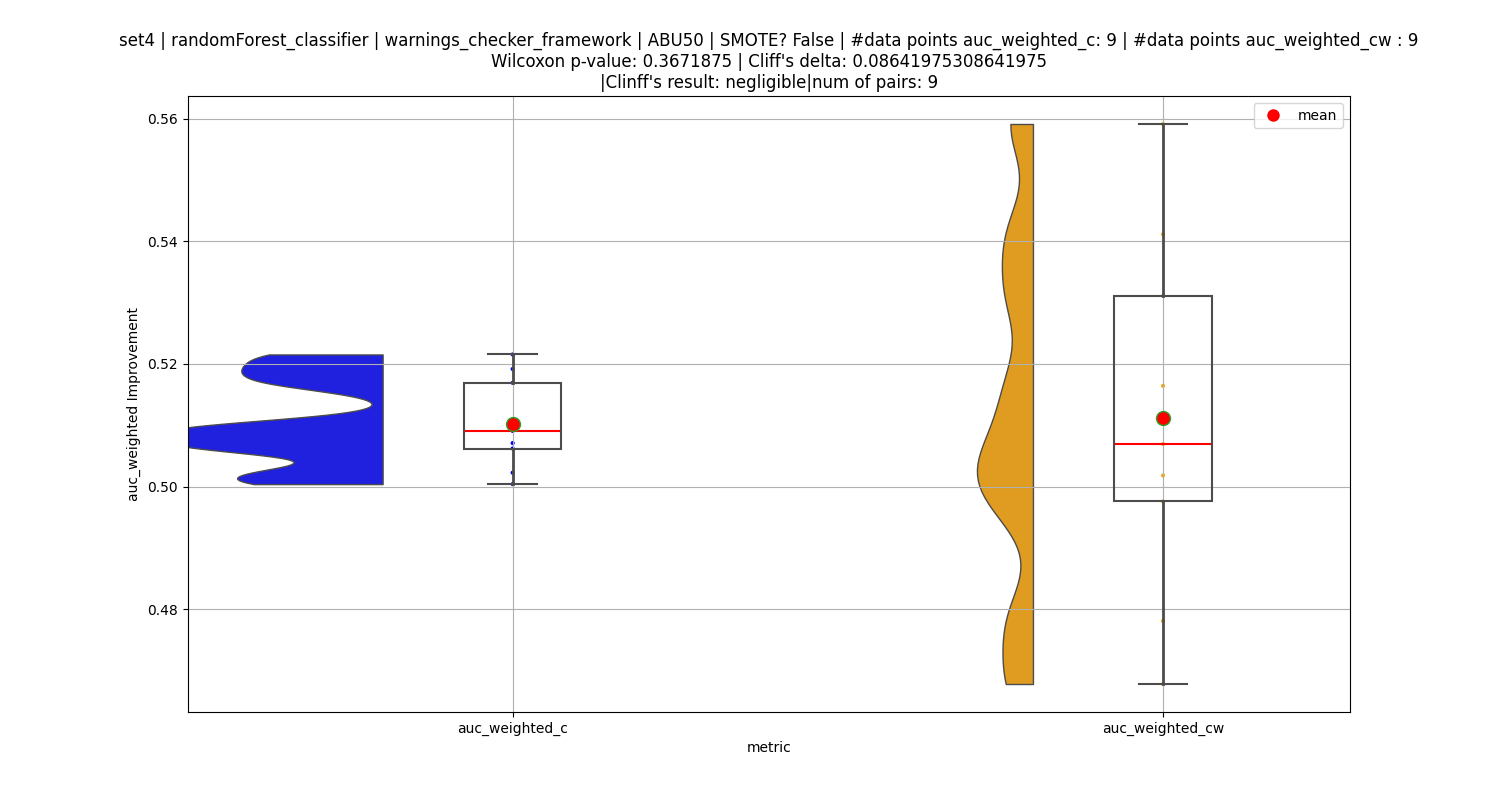 set4 | randomForest_classifier | warnings_checker_framework | ABU50 | SMOTE? False | #data points auc_weighted_c: 9 | #data points auc_weighted_cw : 9
Wilcoxon p-value: 0.3671875 | Cliff's delta: 0.08641975308641975
|Clinff's result: negligible|num of pairs: 9
mean
0.56
0.54
0.52
0.50
0.48
auc_weighted Improvement
auc_weighted_c
auc_weighted_cw
metric